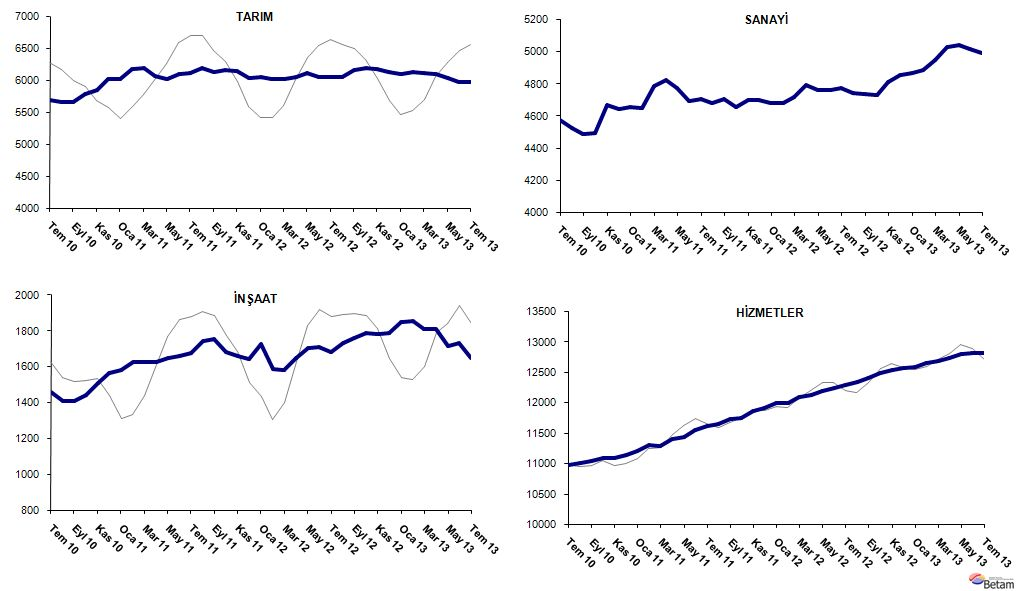 TARIM
7000
6500
6000
5500
5000
4500
4000
Tem 10
Eyl 10
Kas 10
Oca 11
Mar 11
May 11
Tem 11
Eyl 11
Kas 11
Oca 12
Mar 12
May 12
Tem 12
Eyl 12
Kas 12
Oca 13
Mar 13
May 13
Tem 13
SANAYİ
5200
5000
4800
4600
4400
4200
4000
Tem 10
Eyl 10
Kas 10
Oca 11
Mar 11
May 11
Tem 11
Eyl 11
Kas 11
Oca 12
Mar 12
May 12
Tem 12
Eyl 12
Kas 12
Oca 13
Mar 13
May 13
Tem 13
İNŞAAT
2000
1800
1600
1400
1200
1000
800
Tem 10
Eyl 10
Kas 10
Oca 11
Mar 11
May 11
Tem 11
Eyl 11
Kas 11
Oca 12
Mar 12
May 12
Tem 12
Eyl 12
Kas 12
Oca 13
Mar 13
May 13
Tem 13
HİZMETLER
13500
13000
12500
12000
11500
11000
10500
10000
Tem 10
Eyl 10
Kas 10
Oca 11
Mar 11
May 11
Tem 11
Eyl 11
Kas 11
Oca 12
Mar 12
May 12
Tem 12
Eyl 12
Kas 12
Oca 13
Mar 13
May 13
Tem 13
Betam